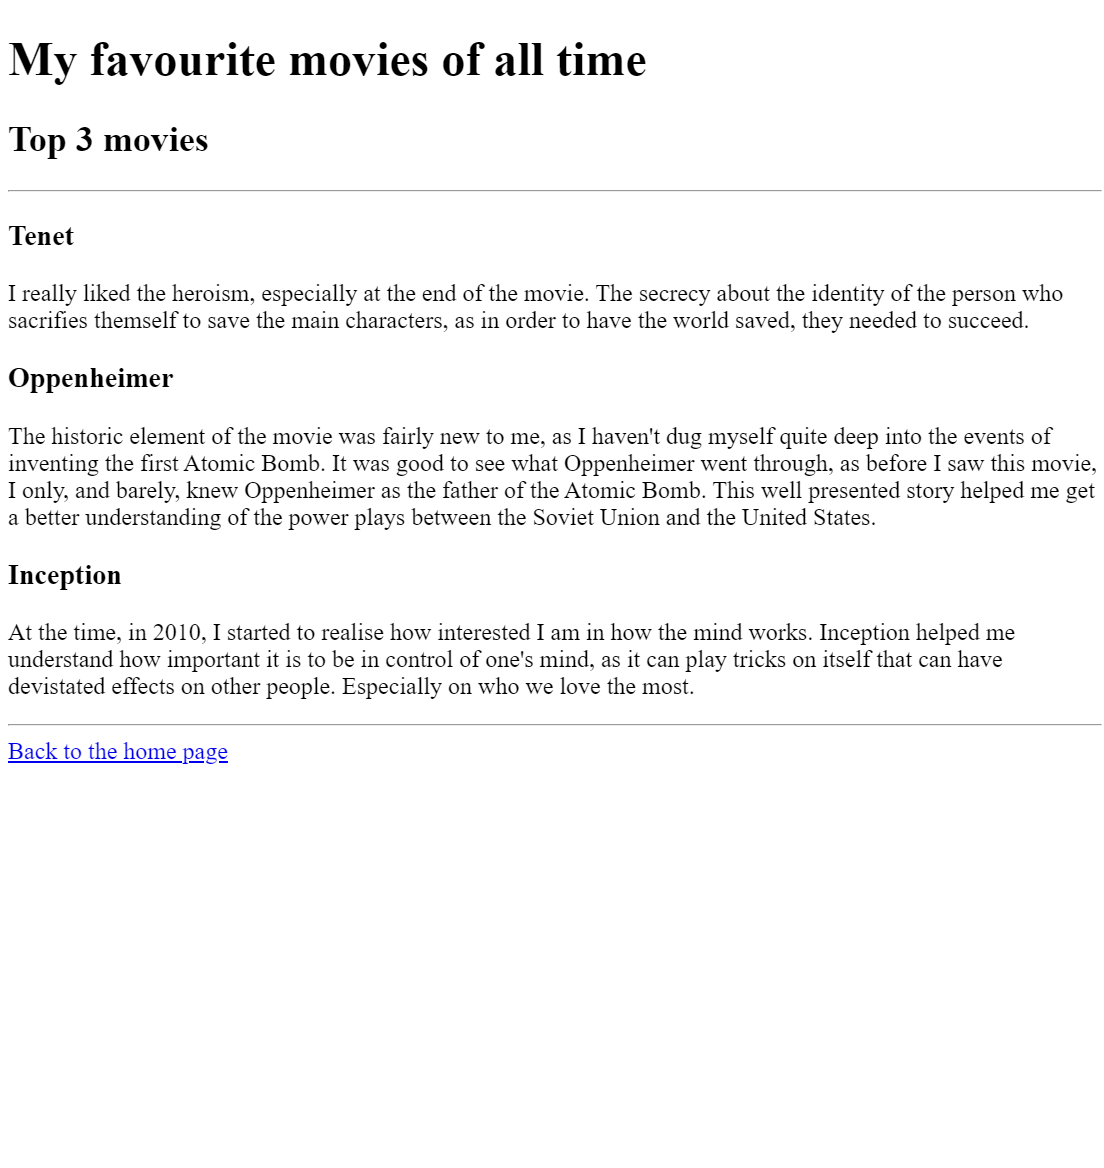 My favourite movies of all time
Top 3 movies
Tenet
I really liked the heroism, especially at the end of the movie. The secrecy about the identity of the person who
sacrifies themself to save the main characters, as in order to have the world saved, they needed to succeed.
Oppenheimer
The historic element of the movie was fairly new to me, as I haven't dug myself quite deep into the events of
inventing the first Atomic Bomb. It was good to see what Oppenheimer went through, as before I saw this movie,
I only, and barely, knew Oppenheimer as the father of the Atomic Bomb. This well presented story helped me get
a better understanding of the power plays between the Soviet Union and the United States.
Inception
At the time, in 2010, I started to realise how interested I am in how the mind works. Inception helped me
understand how important it is to be in control of one's mind, as it can play tricks on itself that can have
devistated effects on other people. Especially on who we love the most.
Back to the home page